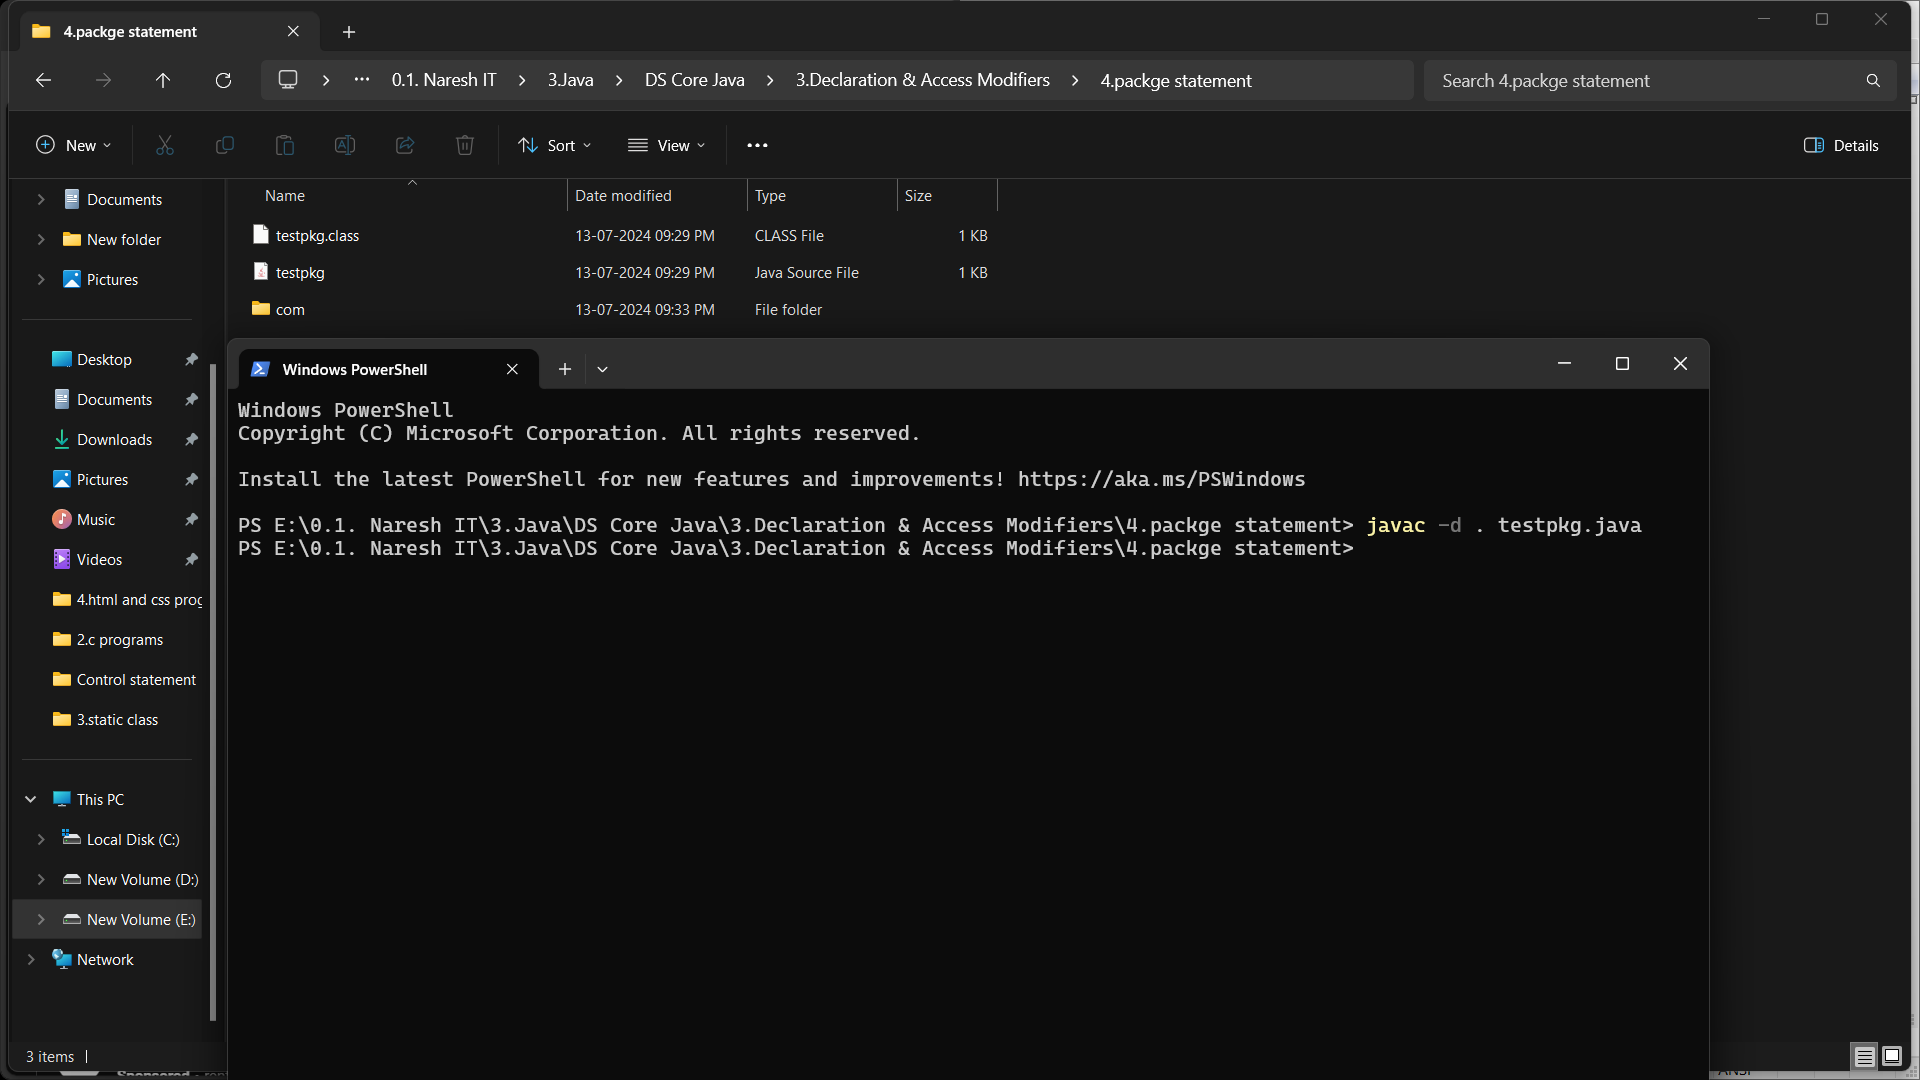 4.packge statement
0.1. Naresh IT
3.Java
DS Core Java
3.Declaration & Access Modifiers
4.packge statement
Search 4.packge statement
New
Sort
View
Details
Name
Date modified
Type
Size
testpkg.class
13-07-2024 09:29 PM
CLASS File
1 KB
testpkg
13-07-2024 09:29 PM
Java Source File
1 KB
com
13-07-2024 09:33 PM
File folder
Documents
New folder
Pictures
Desktop
Documents
Downloads
Pictures
Music
Videos
4.html and css prog
2.c programs
Control statement
3.static class
This PC
Local Disk (C:)
New Volume (D:)
New Volume (E:)
Network
3 items
Windows PowerShell
Windows PowerShell
Copyright (C) Microsoft Corporation. All rights reserved.
Install the latest PowerShell for new features and improvements! https://aka.ms/PSWindows
PS E:\0.1. Naresh IT\3.Java\DS Core Java\3.Declaration & Access Modifiers\4.packge statement> javac -d . testpkg.java
PS E:\0.1. Naresh IT\3.Java\DS Core Java\3.Declaration & Access Modifiers\4.packge statement>